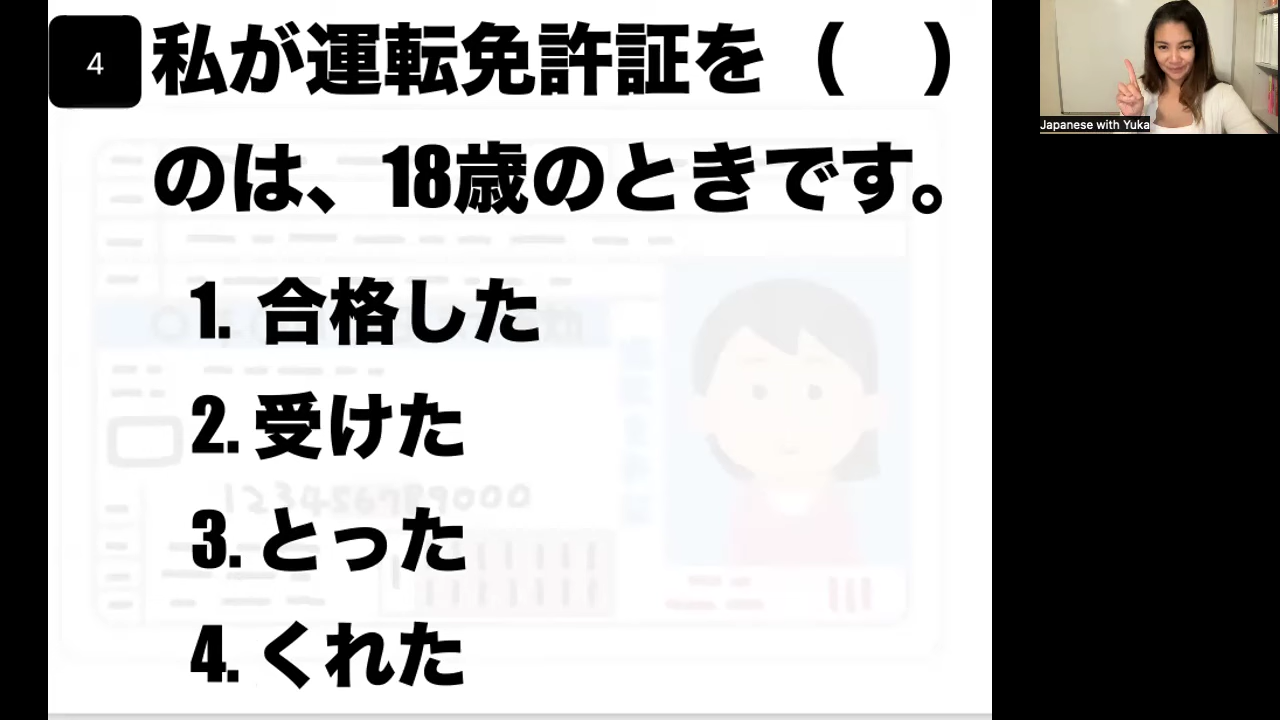 4 私が運転免許証を（　）
のは、18歳のときです。
1. 合格した
2. 受けた
3. とった
4. くれた
123456789000
Japanese with Yuka